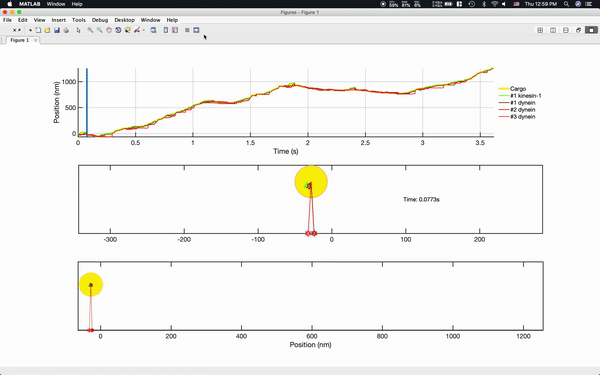 MATLAB Window Help
Thu 12:59 PM
Figures - Figure 1
File Edit View Insert Tools Debug Desktop Window Help
Figure 1
Position (nm)
1000
500
0
0 0.5 1 1.5 2 2.5 3 3.5
Time (s)
Cargo
#1 kinesin-1
#1 dynein
#2 dynein
#3 dynein
Time: 0.0773s
-300 -200 -100 0 100 200
0 200 400 600 800 1000 1200
Position (nm)